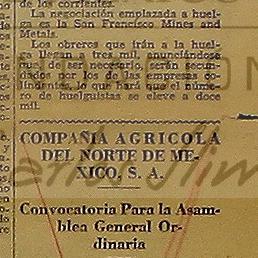 de los corrientes.
La negociación emplazada a huel-
ga es la San Francisco Mines and
Metals.
Los obreros que irán a la huel-
ga llegan a tres mil, anunciándose
que, de ser necesario, serán secun-
dados por los de las empresas co-
lindantes, lo que hará que el núme-
ro de huelguistas se eleve a doce
mil.
COMPAÑIA AGRICOLA
DEL NORTE DE ME-
XICO, S. A.
Convocatoria Para la Asam-
blea General Or-
dinaria